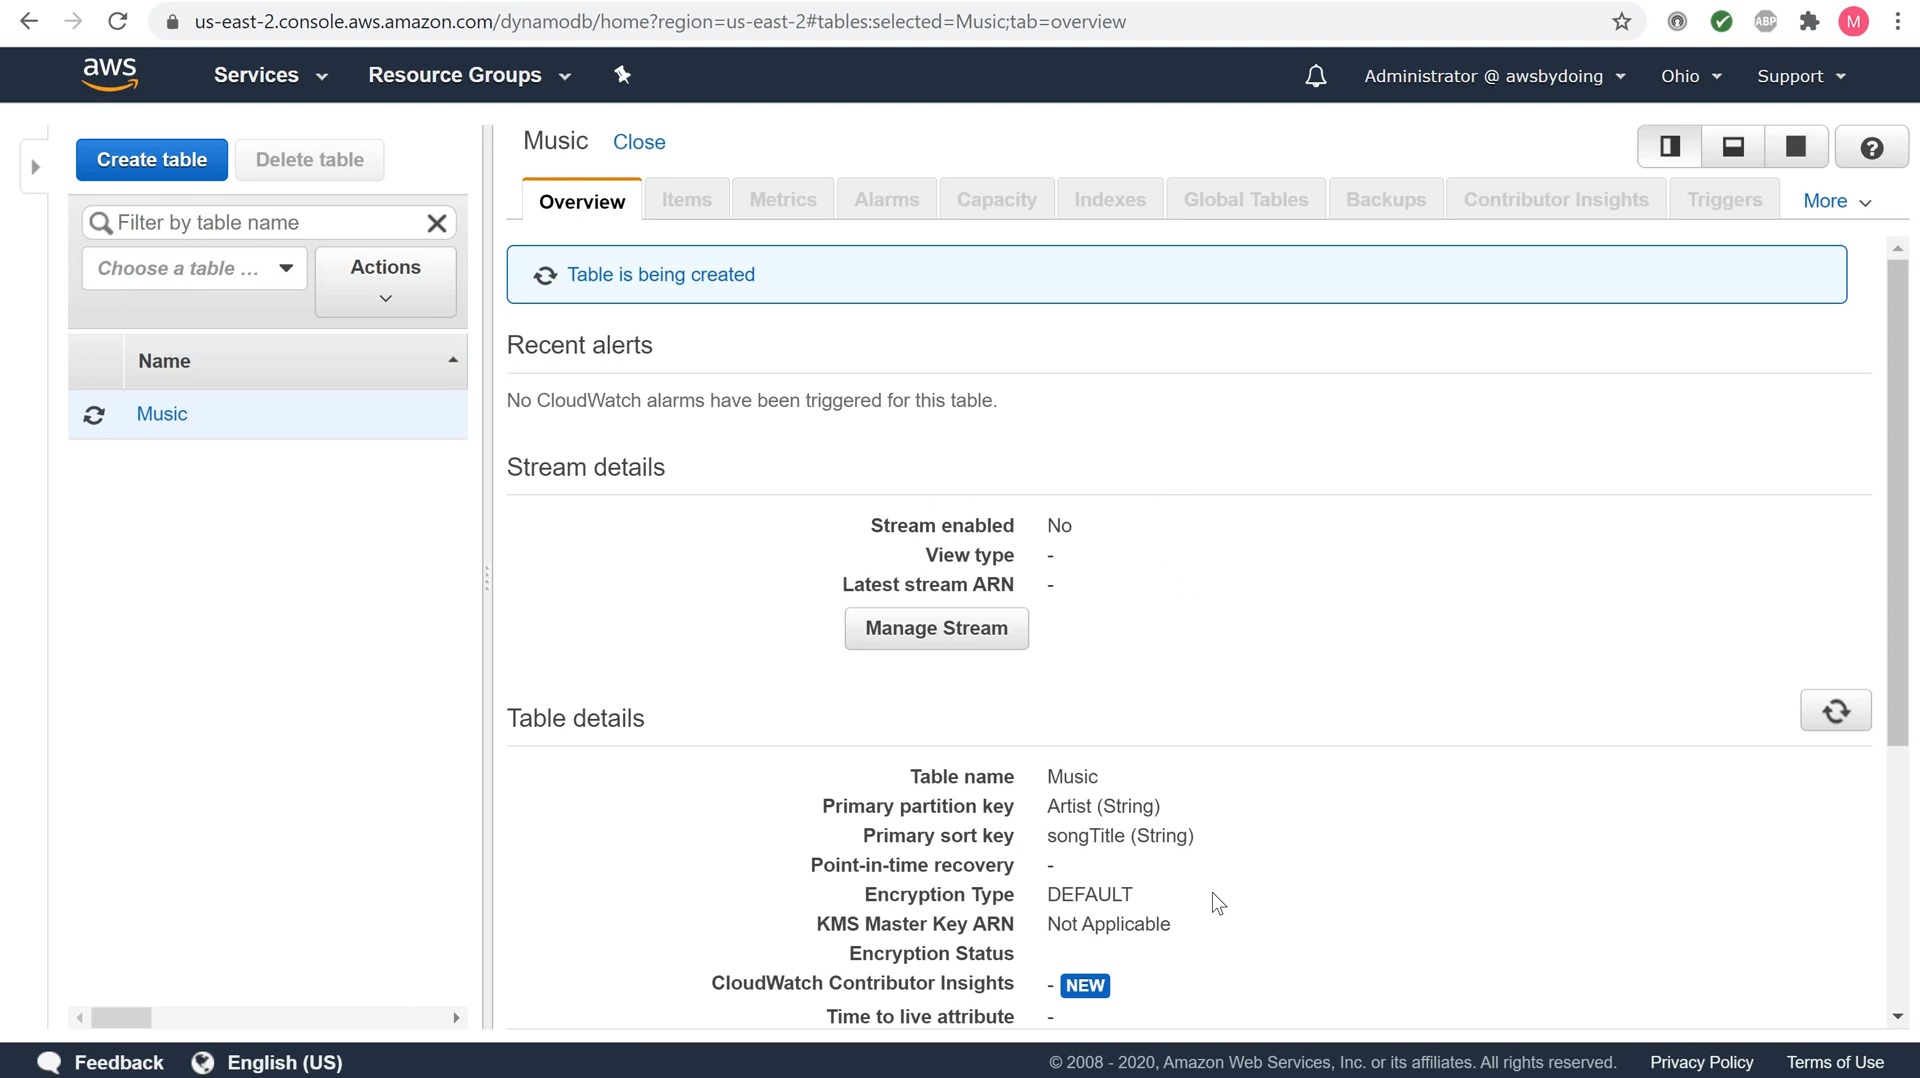 us-east-2.console.aws.amazon.com/dynamodb/home?region=us-east-2#tables:selected=Music;tab=overview
ABP
M
aws
Services
Resource Groups
Administrator @ awsbydoing
Ohio
Support
Create table
Delete table
Filter by table name
Choose a table ...
Actions
Name
Music
Music
Close
Overview
Items
Metrics
Alarms
Capacity
Indexes
Global Tables
Backups
Contributor Insights
Triggers
More
Table is being created
Recent alerts
No CloudWatch alarms have been triggered for this table.
Stream details
Stream enabled No
View type -
Latest stream ARN -
Manage Stream
Table details
Table name Music
Primary partition key Artist (String)
Primary sort key songTitle (String)
Point-in-time recovery -
Encryption Type DEFAULT
KMS Master Key ARN Not Applicable
Encryption Status
CloudWatch Contributor Insights - NEW
Time to live attribute -
Feedback
English (US)
© 2008 - 2020, Amazon Web Services, Inc. or its affiliates. All rights reserved.
Privacy Policy
Terms of Use